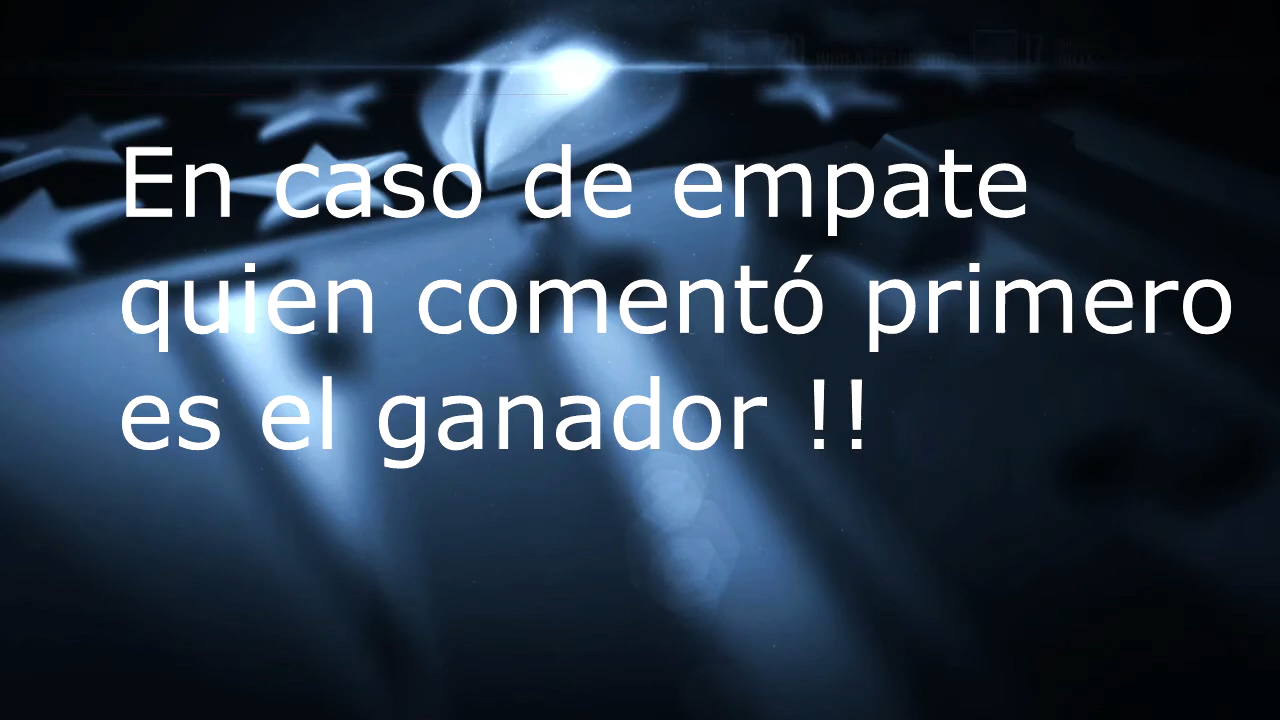 En caso de empate
quien comentó primero
es el ganador !!